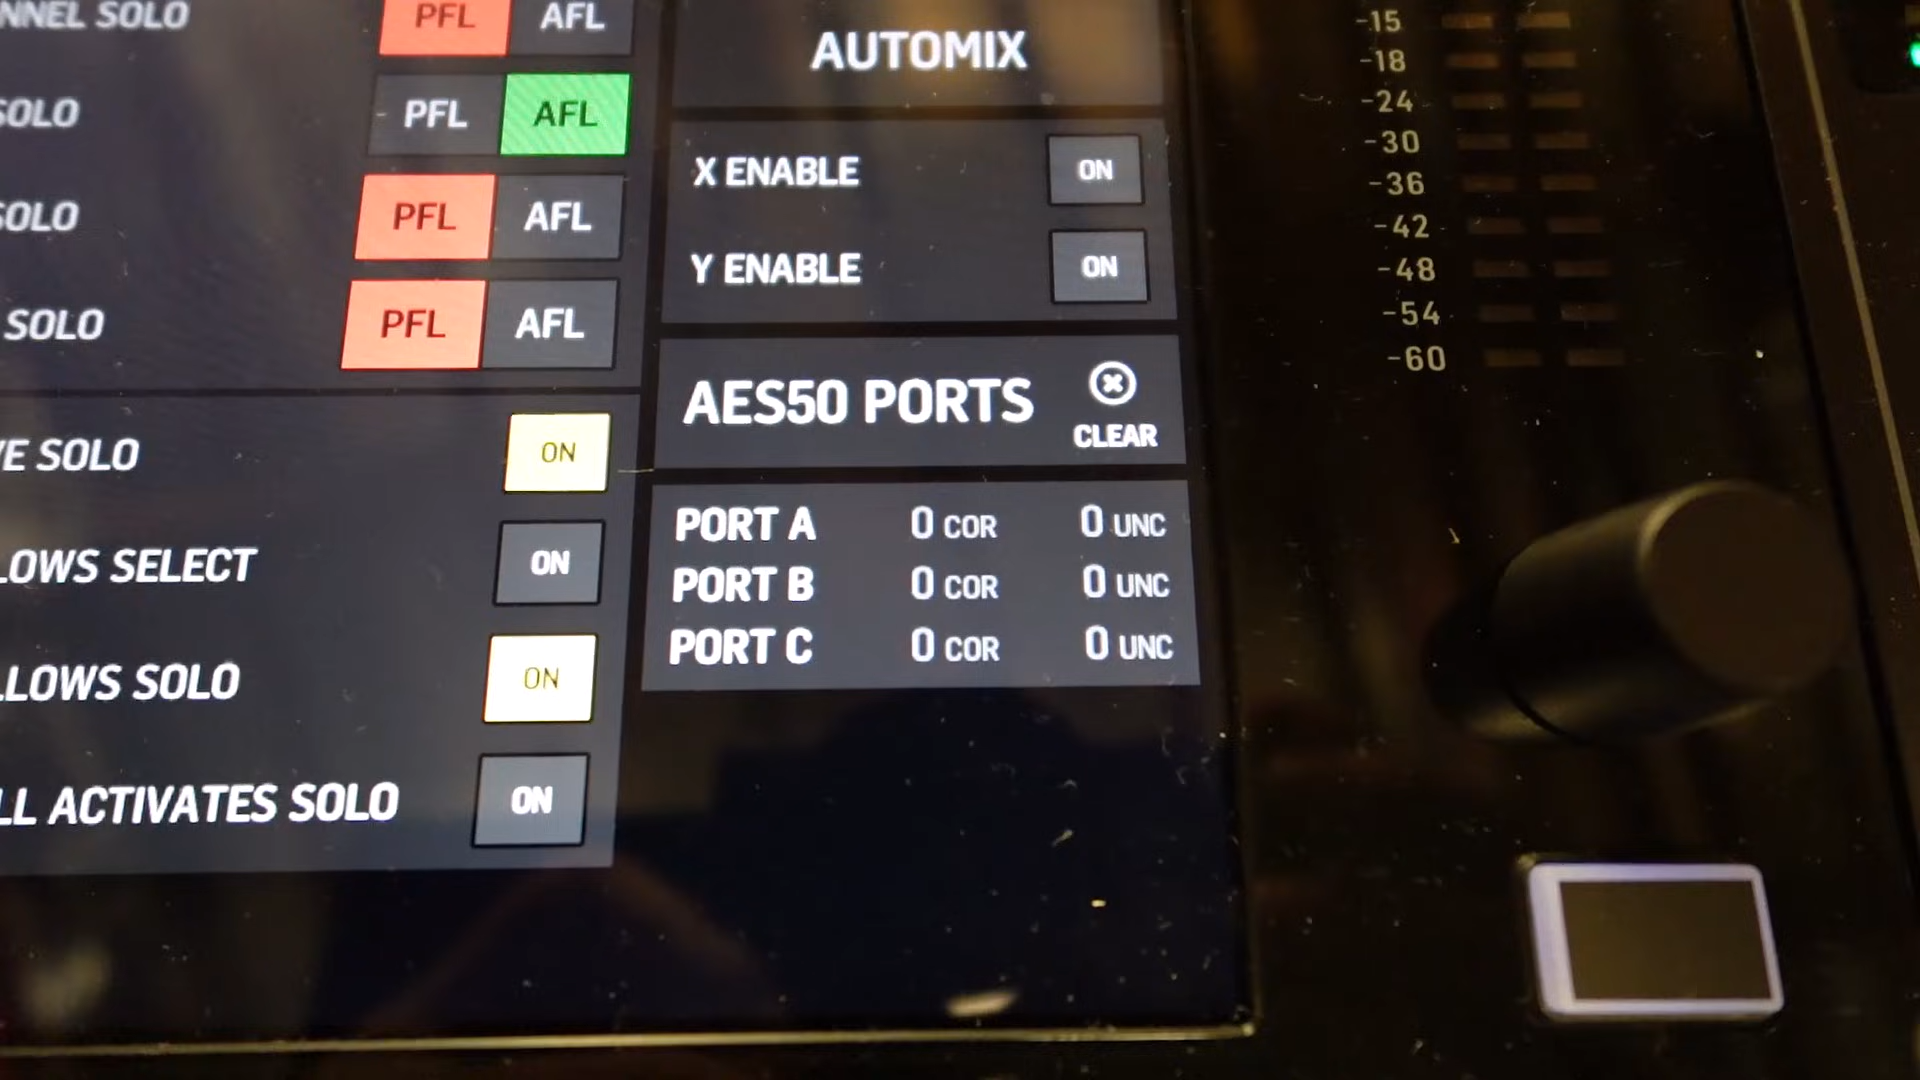 NNEL SOLO PFL AFL
SOLO PFL AFL
SOLO PFL AFL
SOLO PFL AFL
VE SOLO ON
LOWS SELECT ON
LLOWS SOLO ON
LL ACTIVATES SOLO ON
AUTOMIX
X ENABLE ON
Y ENABLE ON
AES50 PORTS
CLEAR
PORT A 0 COR 0 UNC
PORT B 0 COR 0 UNC
PORT C 0 COR 0 UNC
-15
-18
-24
-30
-36
-42
-48
-54
-60